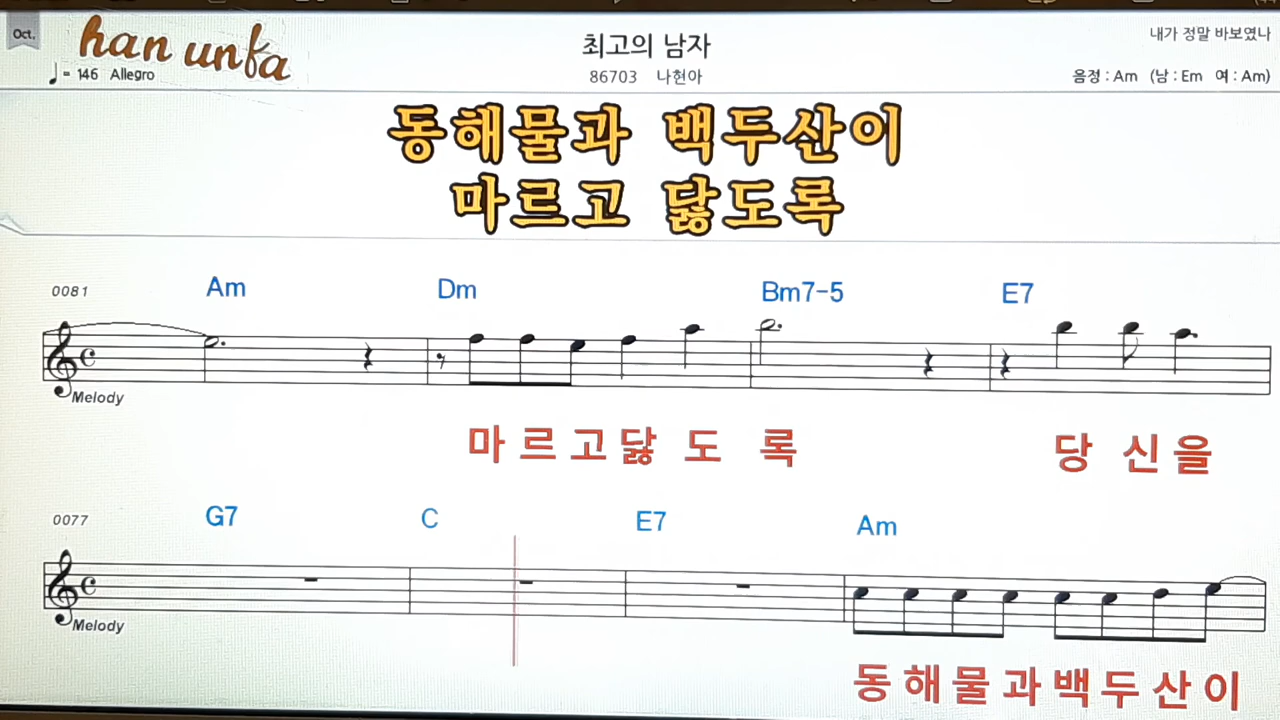 Oct.
han unfa
최고의 남자
내가 정말 바보였나
♩= 146 Allegro
86703 나현아
음정 : Am (남 : Em 여 : Am)
동해물과 백두산이
마르고 닳도록
0081
Am Dm Bm7-5 E7
Melody
마 르 고 닳 도 록 당 신 을
0077
G7 C E7 Am
Melody
동 해 물 과 백 두 산 이